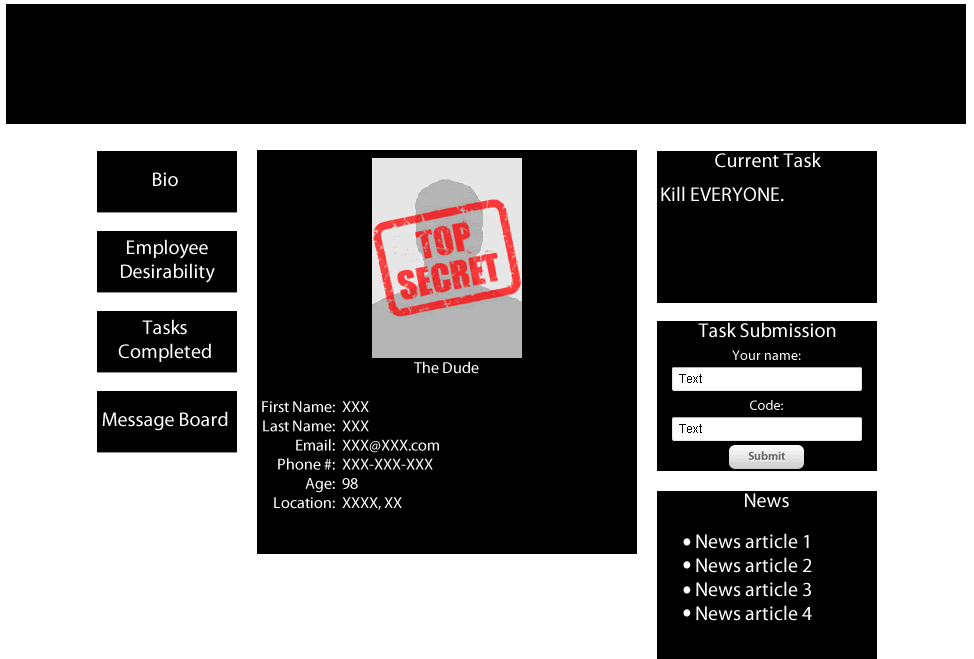 Bio
Employee
Desirability
Tasks
Completed
Message Board
TOP
SECRET
The Dude
First Name: XXX
Last Name: XXX
Email: XXX@XXX.com
Phone #: XXX-XXX-XXX
Age: 98
Location: XXXX, XX
Current Task
Kill EVERYONE.
Task Submission
Your name:
Text
Code:
Text
Submit
News
• News article 1
• News article 2
• News article 3
• News article 4